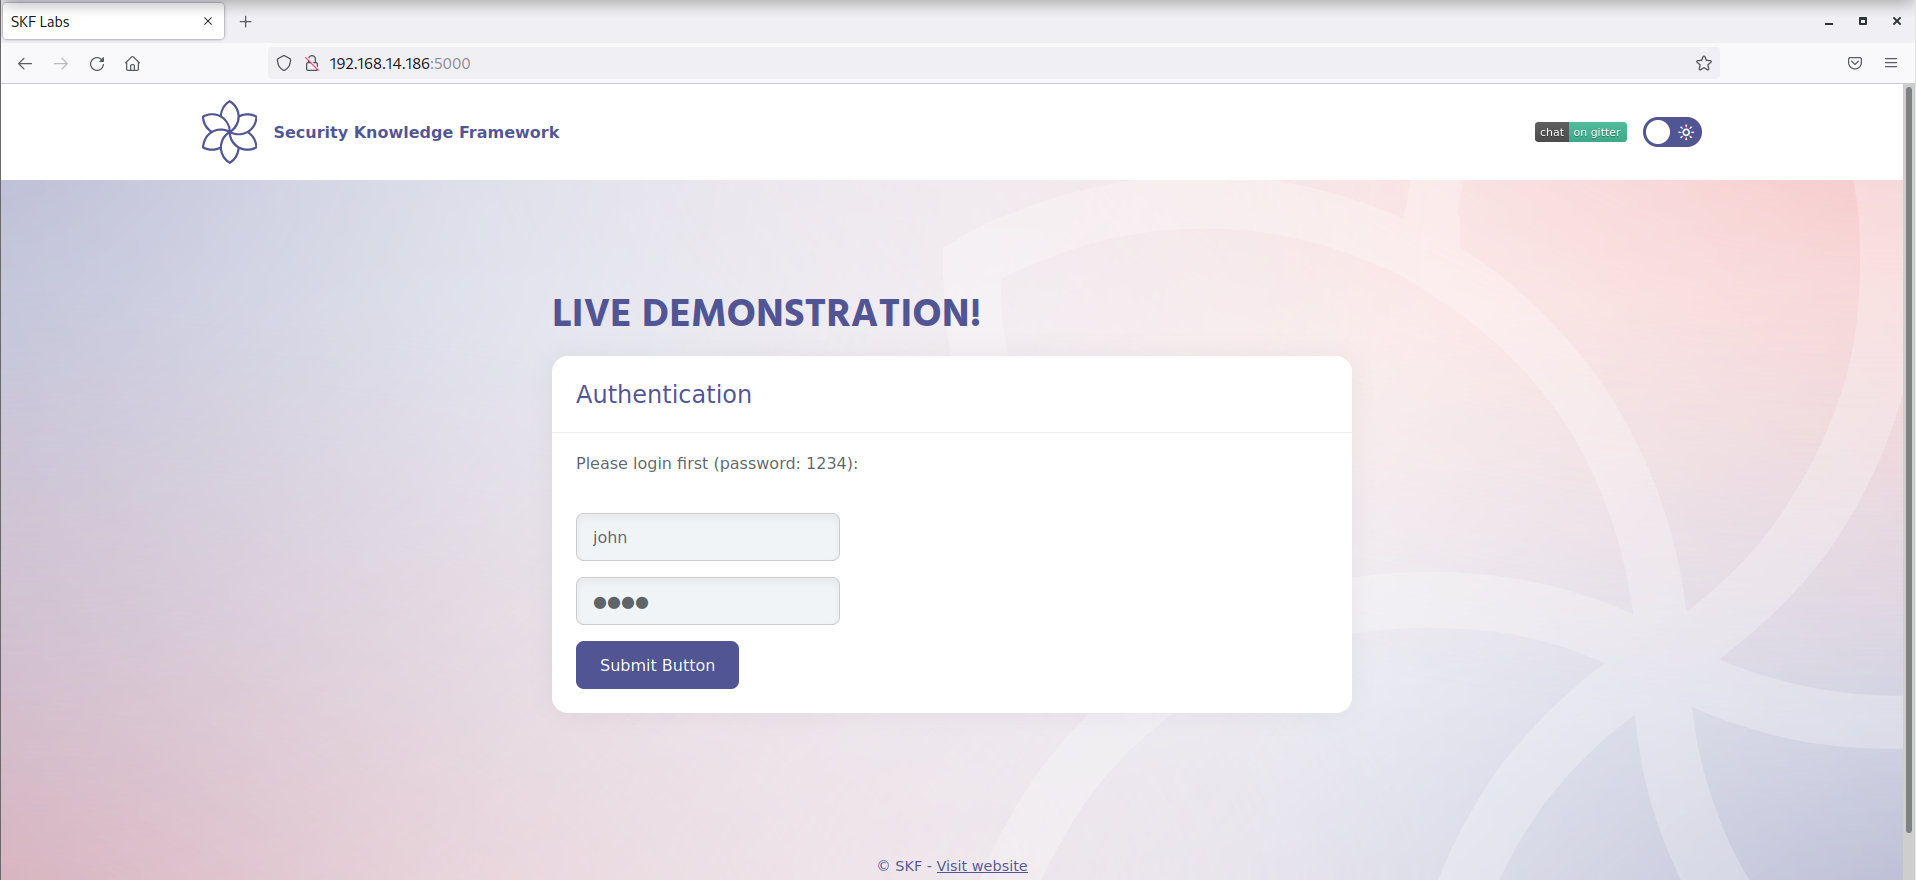 SKF Labs
192.168.14.186:5000
Security Knowledge Framework
chat on gitter
LIVE DEMONSTRATION!
Authentication
Please login first (password: 1234):
john
●●●●
Submit Button
© SKF - Visit website